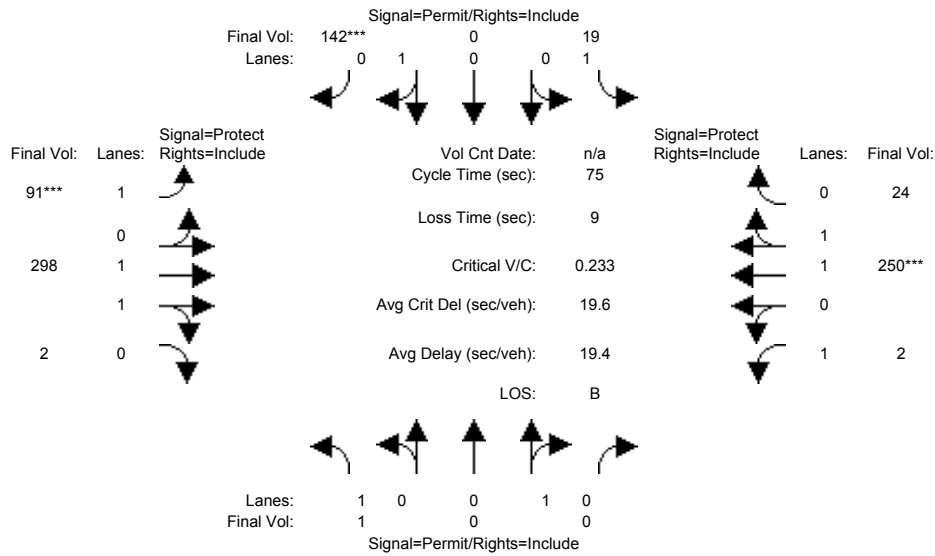 Signal=Permit/Rights=Include
Final Vol: 142*** 0 19
Lanes: 0 1 0 0 1
Signal=Protect Signal=Protect
Final Vol: Lanes: Rights=Include Vol Cnt Date: n/a Rights=Include Lanes: Final Vol:
Cycle Time (sec): 75
91*** 1 0 24
Loss Time (sec): 9
0 1
298 1 Critical V/C: 0.233 1 250***
1 Avg Crit Del (sec/veh): 19.6 0
2 0 Avg Delay (sec/veh): 19.4 1 2
LOS: B
Lanes: 1 0 0 1 0
Final Vol: 1 0 0
Signal=Permit/Rights=Include